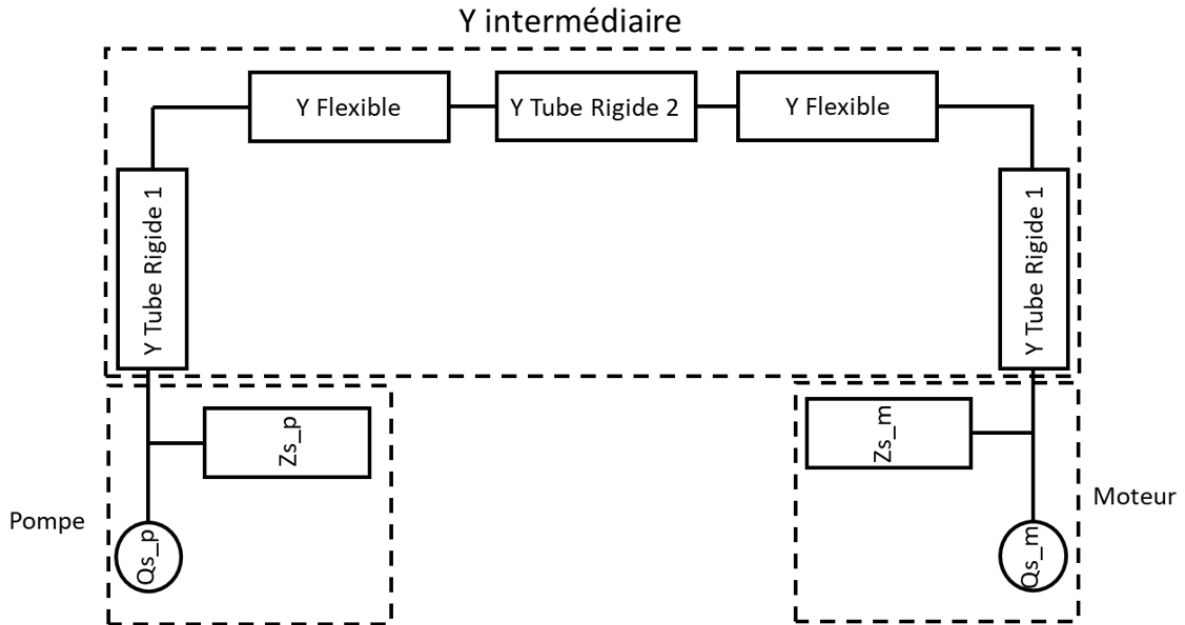 Y intermédiaire
Y Flexible
Y Tube Rigide 2
Y Flexible
Y Tube Rigide 1
Y Tube Rigide 1
Zs_p
Zs_m
Pompe
Moteur
Qs_p
Qs_m